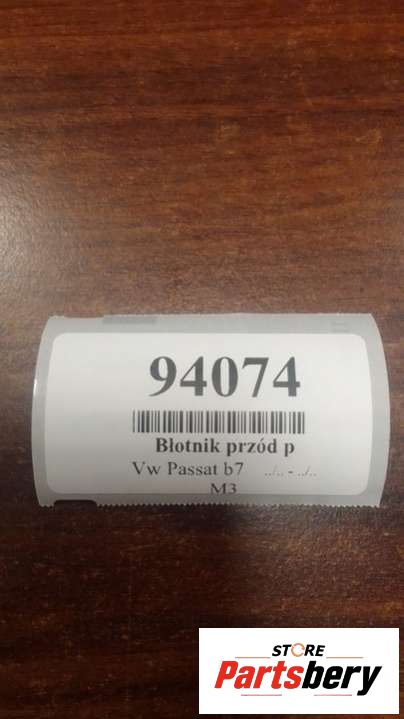 94074
Błotnik przód p
Vw Passat b7 ../.. - ../..
M3
STORE
Partsbery